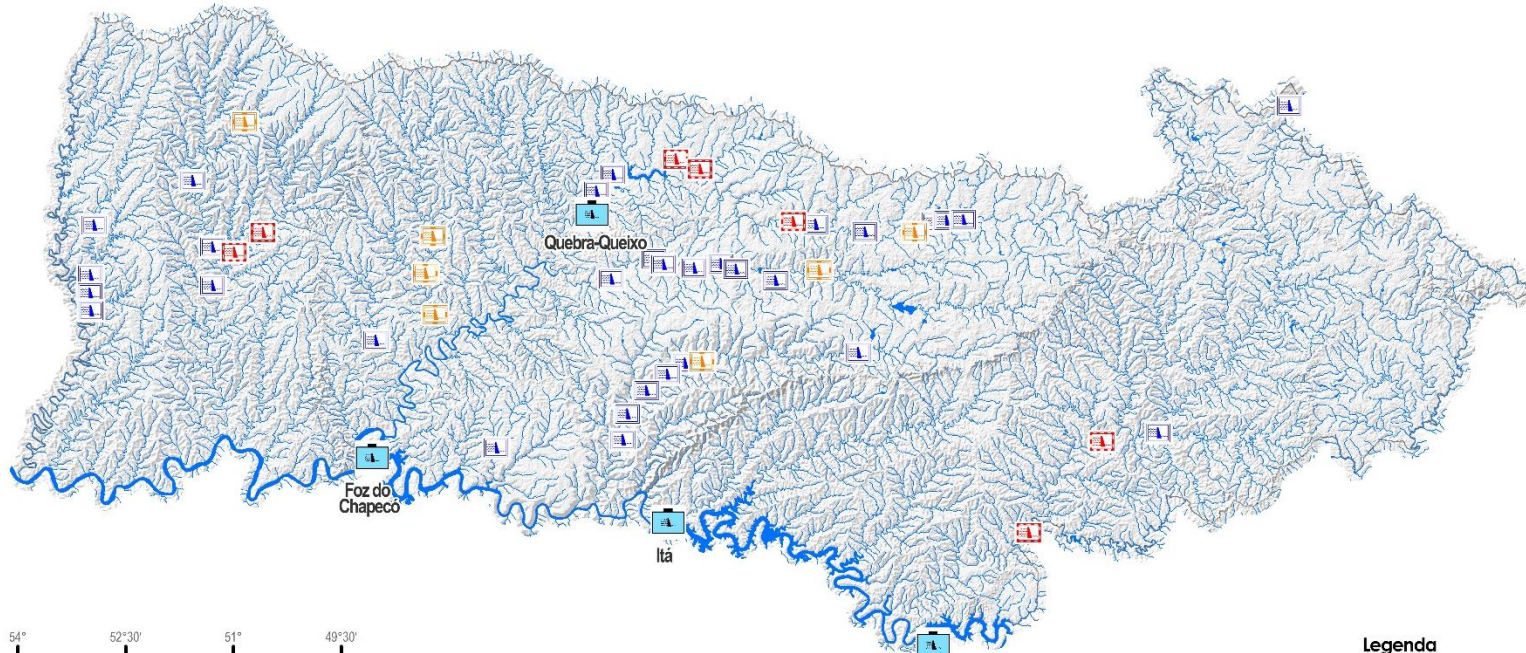 Quebra-Queixo
Foz do
Chapecó
Itá
54° 52°30' 51° 49°30'
Legenda